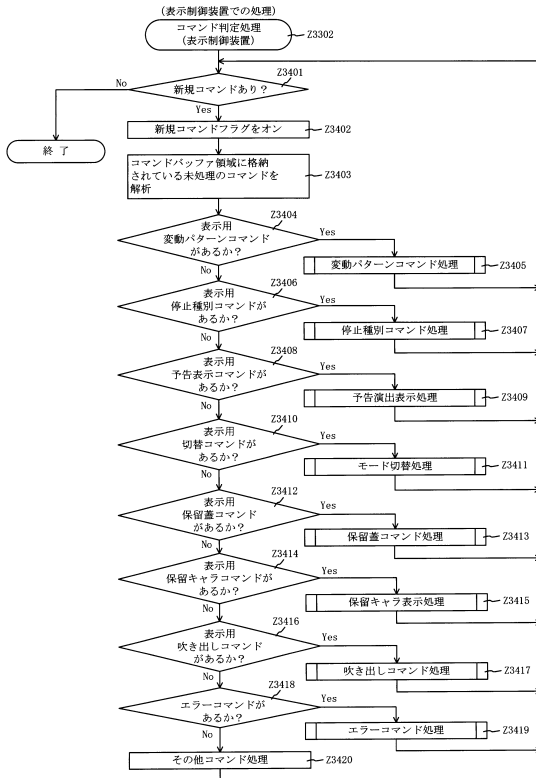 (表示制御装置での処理)
コマンド判定処理
(表示制御装置)
Z3302
Z3401
新規コマンドあり？
No
Yes
終 了
新規コマンドフラグをオン
Z3402
コマンドバッファ領域に格納
されている未処理のコマンドを
解析
Z3403
Z3404
表示用
変動パターンコマンド
があるか？
Yes
No
変動パターンコマンド処理
Z3405
Z3406
表示用
停止種別コマンドが
あるか？
Yes
No
停止種別コマンド処理
Z3407
Z3408
表示用
予告表示コマンドが
あるか？
Yes
No
予告演出表示処理
Z3409
Z3410
表示用
切替コマンドが
あるか？
Yes
No
モード切替処理
Z3411
Z3412
表示用
保留蓋コマンド
があるか？
Yes
No
保留蓋コマンド処理
Z3413
Z3414
表示用
保留キャラコマンドが
あるか？
Yes
No
保留キャラ表示処理
Z3415
Z3416
表示用
吹き出しコマンド
があるか？
Yes
No
吹き出しコマンド処理
Z3417
Z3418
エラーコマンドが
あるか？
Yes
No
エラーコマンド処理
Z3419
その他コマンド処理
Z3420